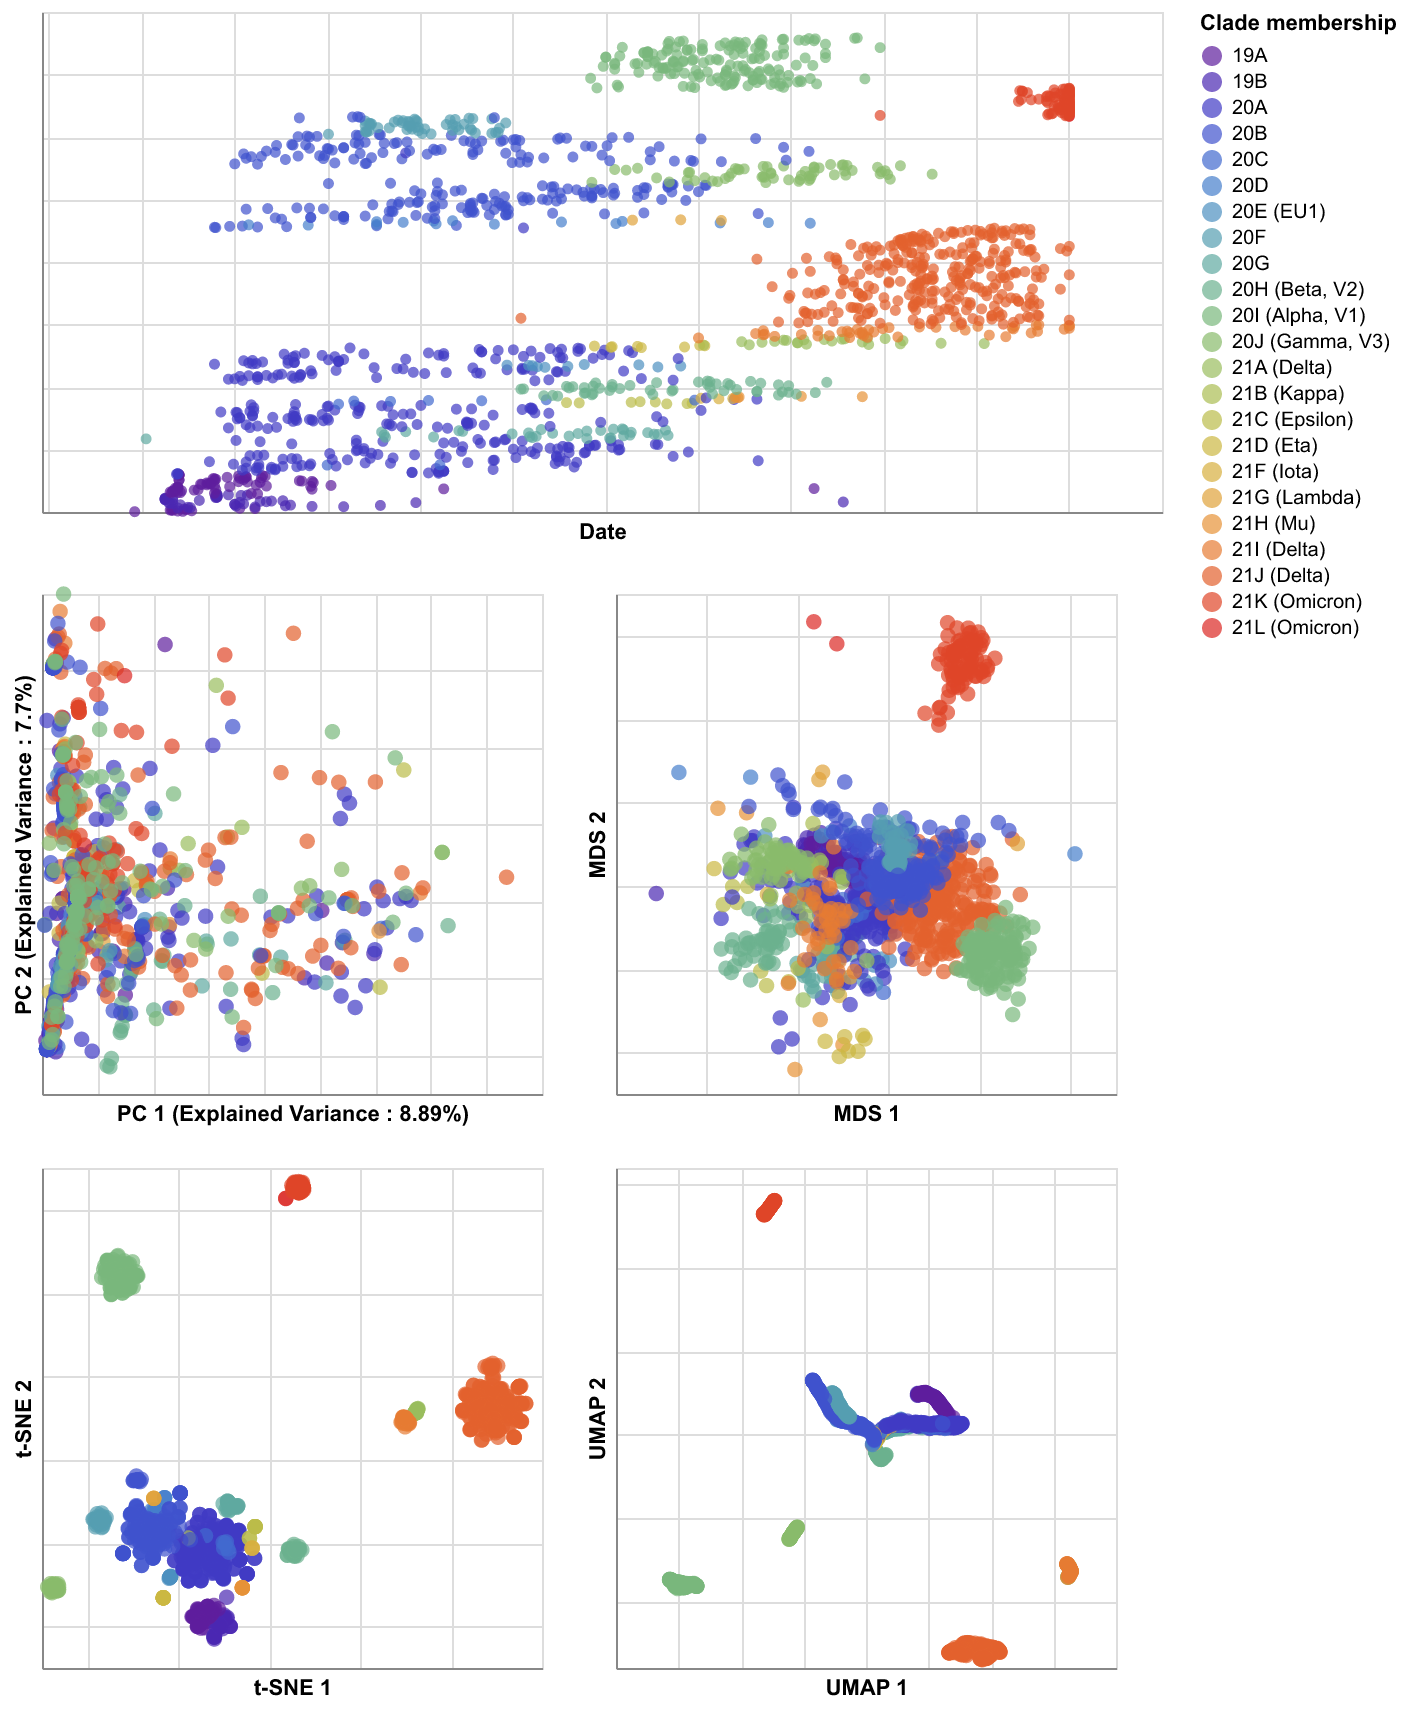 Clade membership
19A
19B
20A
20B
20C
20D
20E (EU1)
20F
20G
20H (Beta, V2)
20I (Alpha, V1)
20J (Gamma, V3)
21A (Delta)
21B (Kappa)
21C (Epsilon)
21D (Eta)
21F (Iota)
21G (Lambda)
21H (Mu)
21I (Delta)
21J (Delta)
21K (Omicron)
21L (Omicron)
Date
PC 2 (Explained Variance : 7.7%)
PC 1 (Explained Variance : 8.89%)
MDS 2
MDS 1
t-SNE 2
t-SNE 1
UMAP 2
UMAP 1